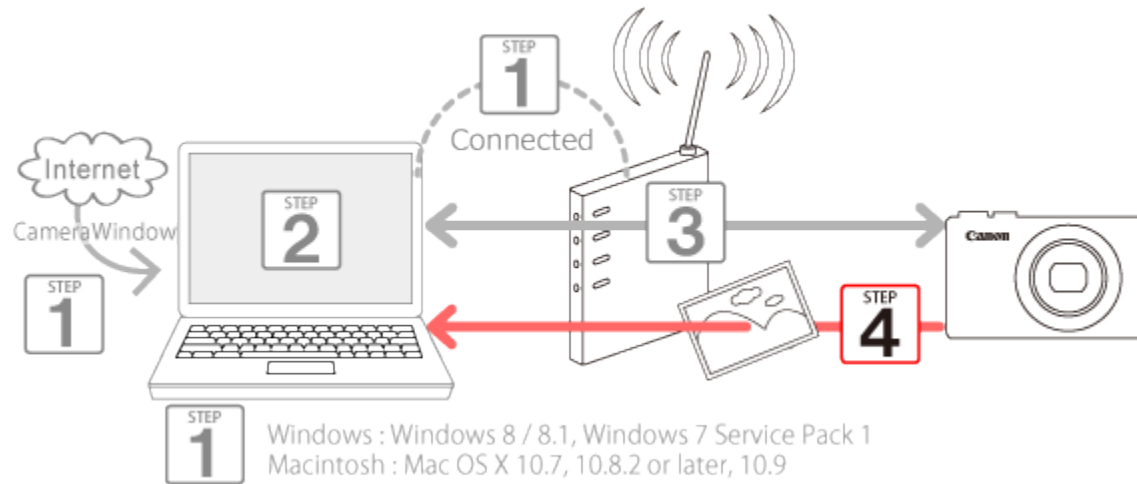 STEP
1
Connected
Internet
CameraWindow
STEP
1
STEP
2
STEP
3
Canon
STEP
4
STEP
1
Windows : Windows 8 / 8.1, Windows 7 Service Pack 1
Macintosh : Mac OS X 10.7, 10.8.2 or later, 10.9